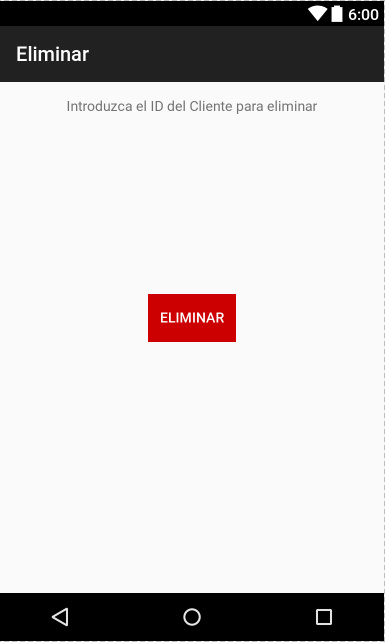 6:00
Eliminar
Introduzca el ID del Cliente para eliminar
ELIMINAR